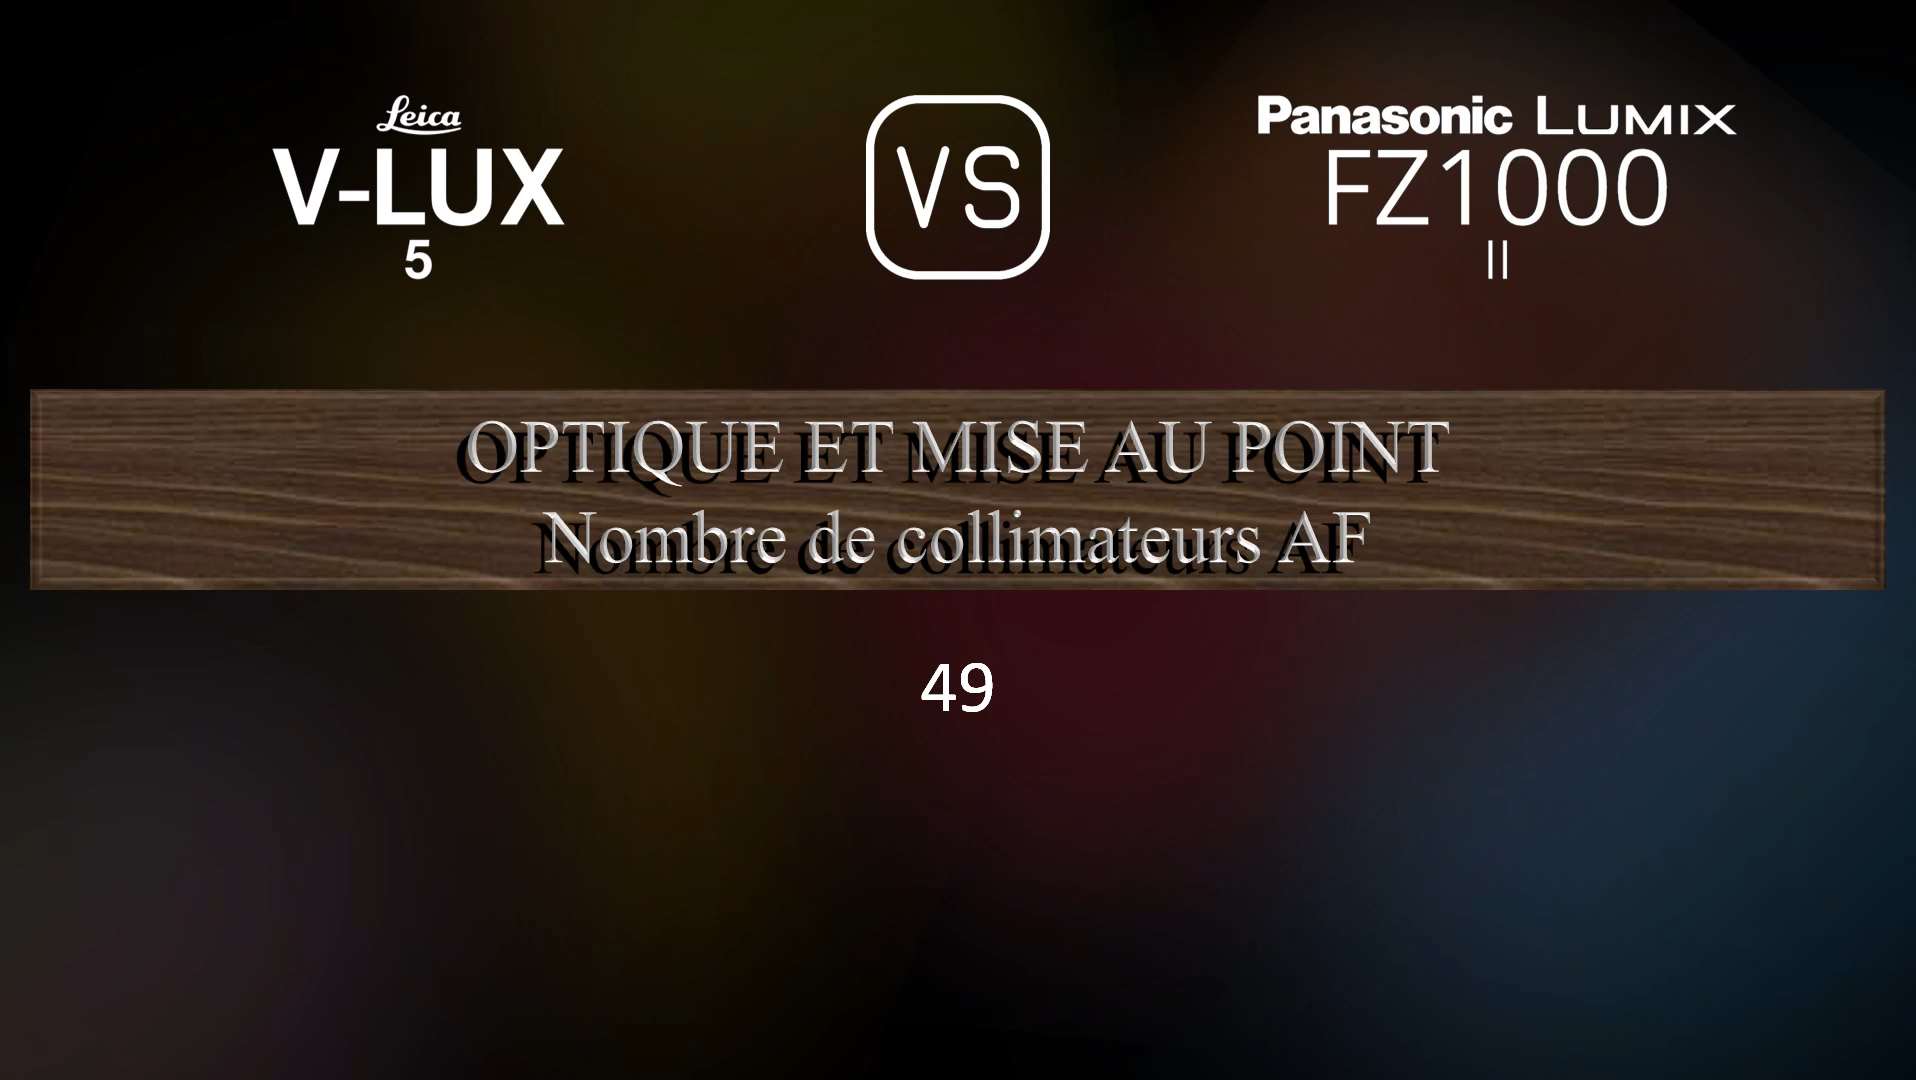 Leica
V-LUX
5
VS
Panasonic LUMIX
FZ1000
II
OPTIQUE ET MISE AU POINT
Nombre de collimateurs AF
49